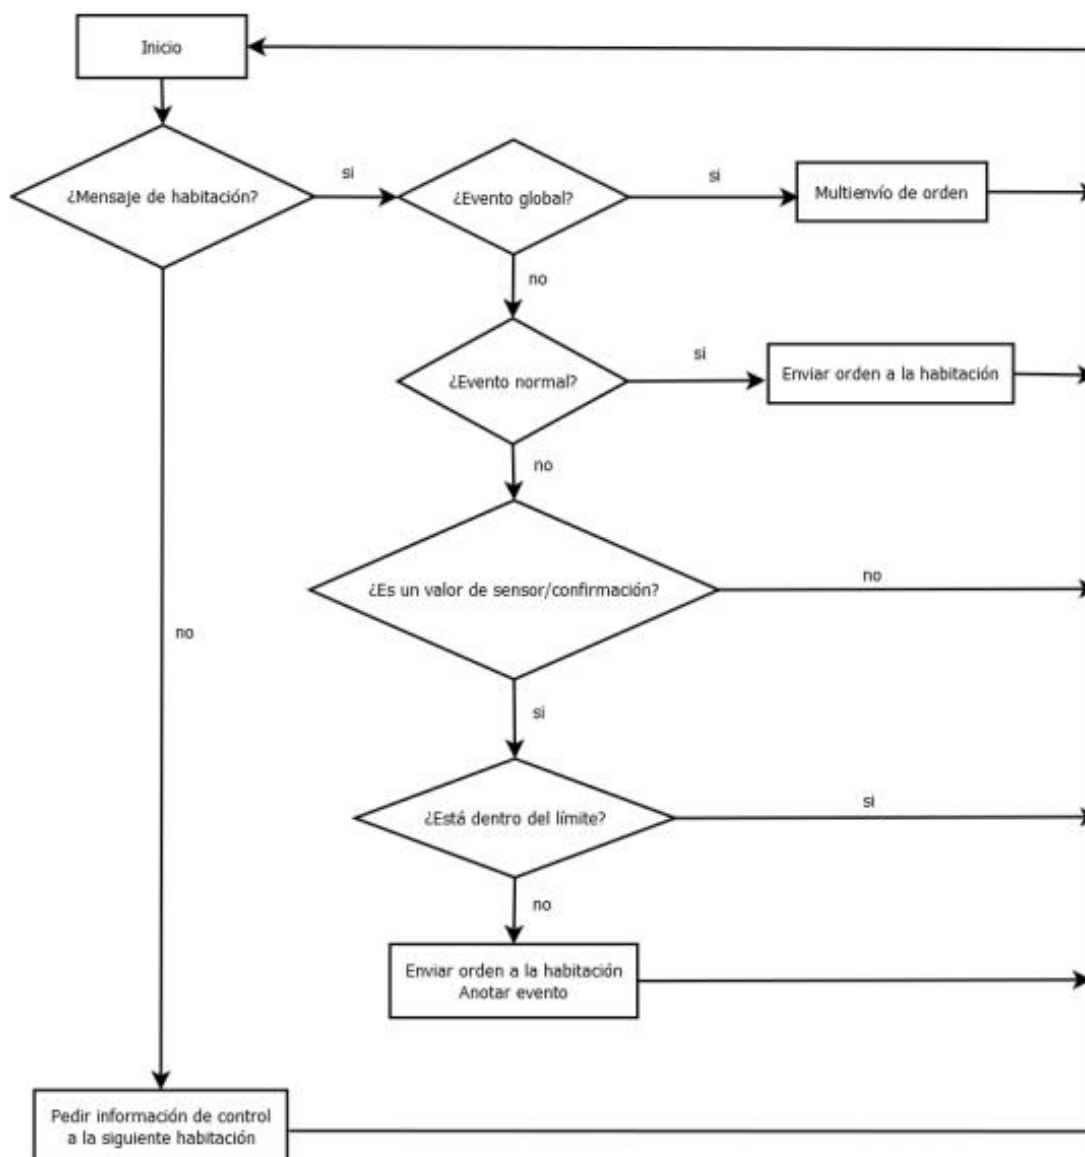 Inicio
¿Mensaje de habitación?
si
¿Evento global?
si
Multienvío de orden
no
¿Evento normal?
si
Enviar orden a la habitación
no
¿Es un valor de sensor/confirmación?
no
no
si
¿Está dentro del límite?
si
no
Enviar orden a la habitación
Anotar evento
Pedir información de control
a la siguiente habitación